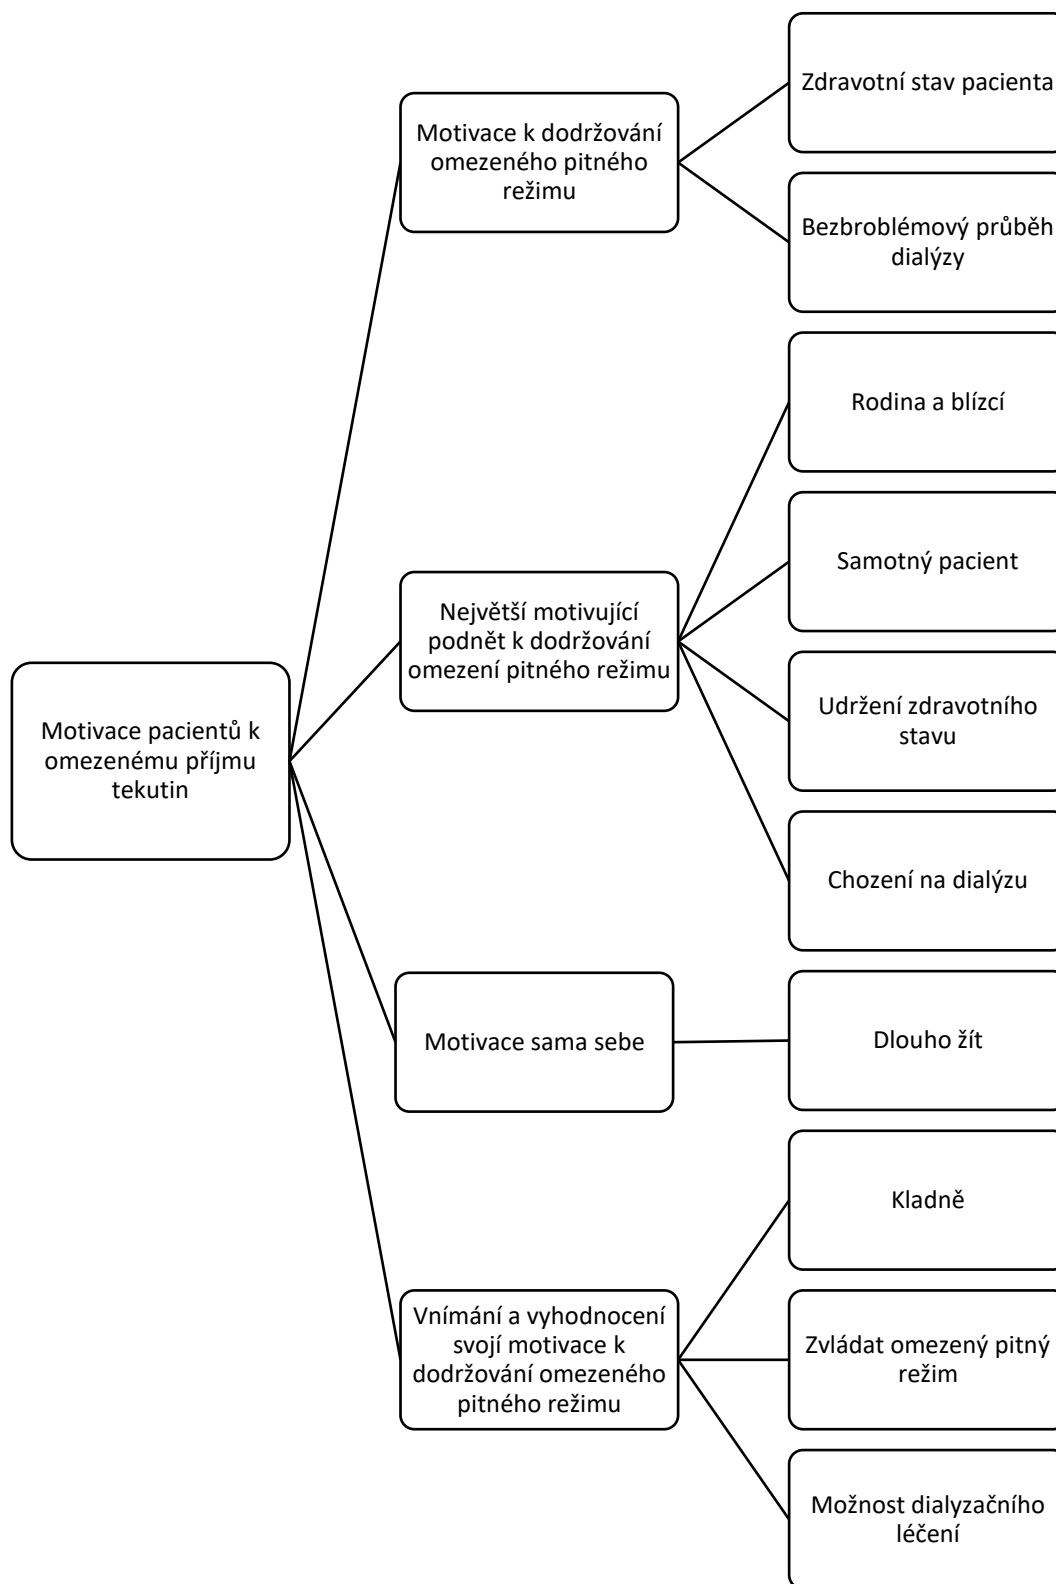 Motivace pacientů k
omezenému příjmu
tekutin
Motivace k dodržování
omezeného pitného
režimu
Zdravotní stav pacienta
Bezbroblémový průběh
dialýzy
Největší motivující
podnět k dodržování
omezení pitného režimu
Rodina a blízcí
Samotný pacient
Udržení zdravotního
stavu
Chození na dialýzu
Motivace sama sebe
Dlouho žít
Vnímání a vyhodnocení
svojí motivace k
dodržování omezeného
pitného režimu
Kladně
Zvládat omezený pitný
režim
Možnost dialyzačního
léčení